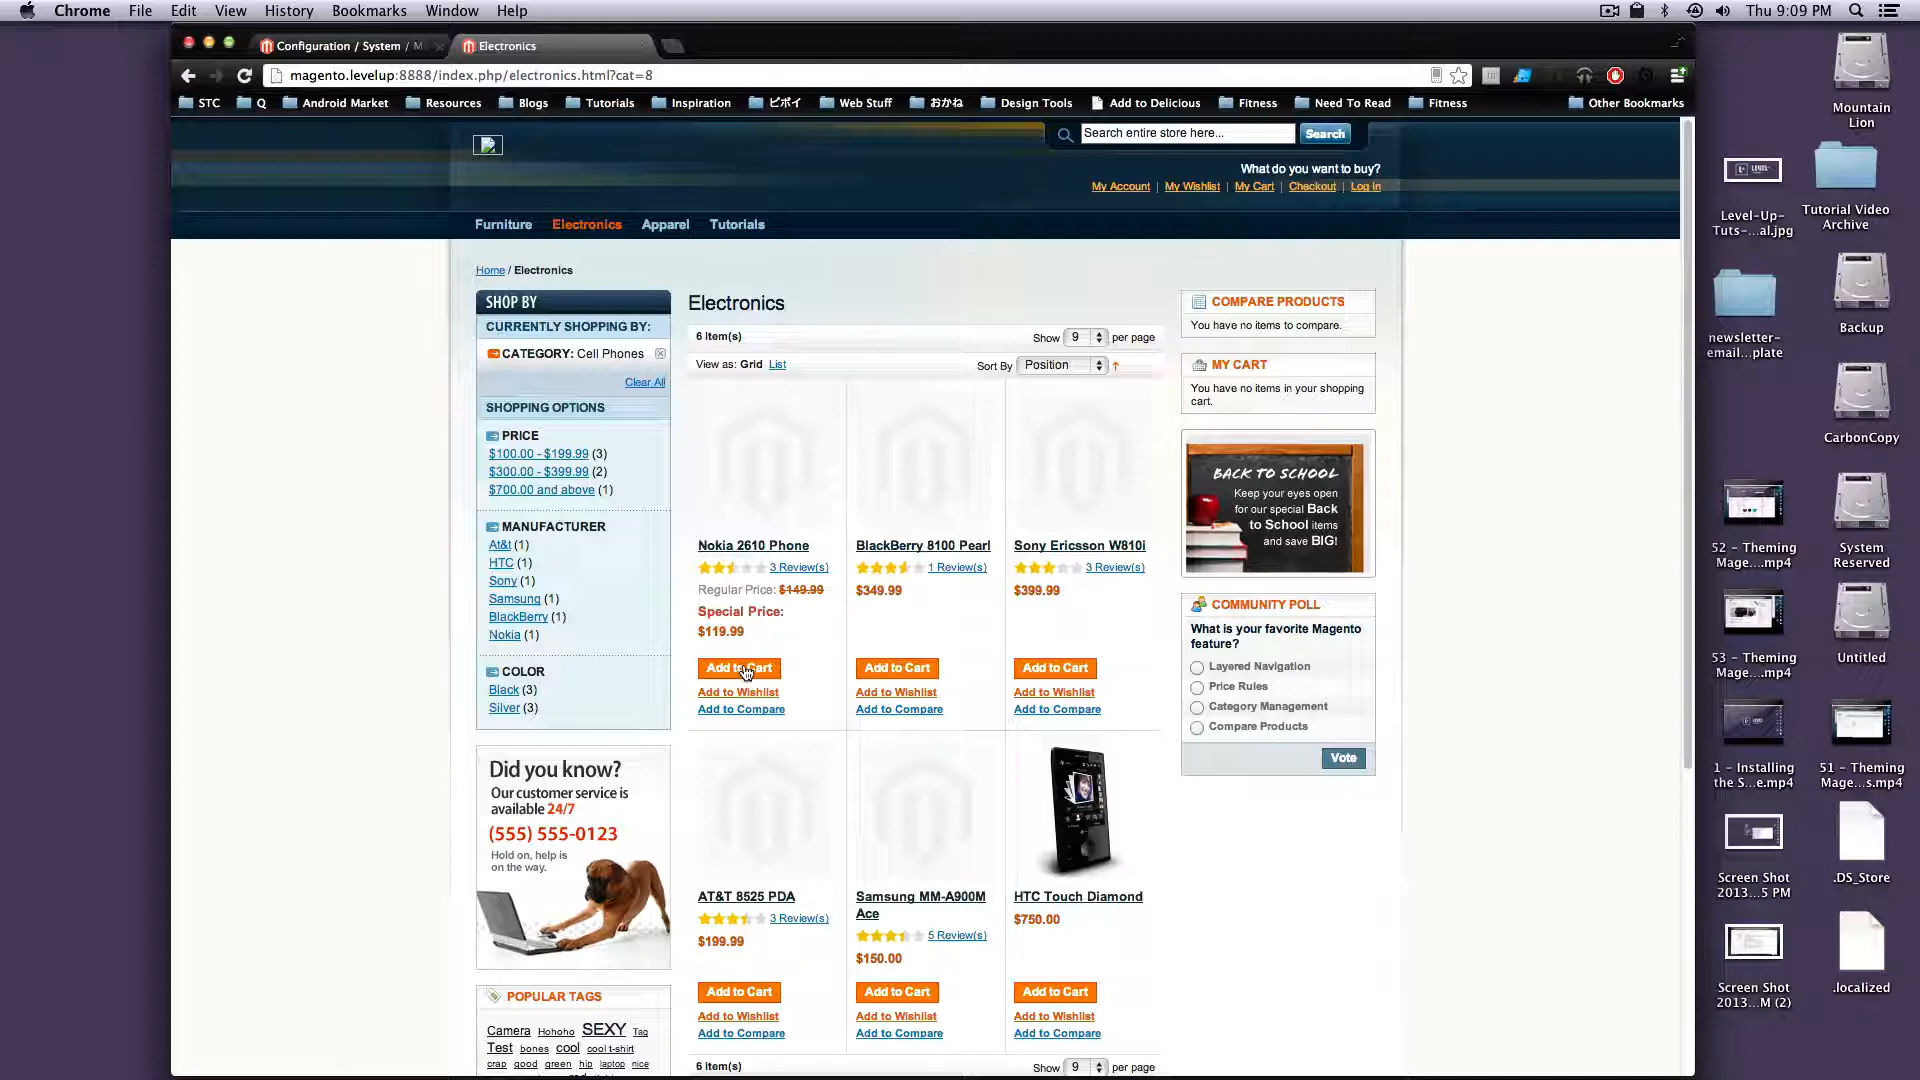 Chrome File Edit View History Bookmarks Window Help
Thu 9:09 PM
Configuration / System / M
Electronics
magento.levelup:8888/index.php/electronics.html?cat=8
STC Q Android Market Resources Blogs Tutorials Inspiration ピボイ Web Stuff おかね Design Tools Add to Delicious Fitness Need To Read Fitness Other Bookmarks
Search entire store here... Search
What do you want to buy?
My Account | My Wishlist | My Cart | Checkout | Log In
Furniture Electronics Apparel Tutorials
Home / Electronics
SHOP BY
CURRENTLY SHOPPING BY:
CATEGORY: Cell Phones
Clear All
SHOPPING OPTIONS
PRICE
$100.00 - $199.99 (3)
$300.00 - $399.99 (2)
$700.00 and above (1)
MANUFACTURER
At&t (1)
HTC (1)
Sony (1)
Samsung (1)
BlackBerry (1)
Nokia (1)
COLOR
Black (3)
Silver (3)
Did you know?
Our customer service is
available 24/7
(555) 555-0123
Hold on, help is
on the way.
POPULAR TAGS
Camera Hohoho SEXY Tag
Test bones cool cool t-shirt
crap good green hip laptop nice
Electronics
6 Item(s)
Show 9 per page
View as: Grid List
Sort By Position
Nokia 2610 Phone
3 Review(s)
Regular Price: $149.99
Special Price:
$119.99
Add to Cart
Add to Wishlist
Add to Compare
BlackBerry 8100 Pearl
1 Review(s)
$349.99
Add to Cart
Add to Wishlist
Add to Compare
Sony Ericsson W810i
3 Review(s)
$399.99
Add to Cart
Add to Wishlist
Add to Compare
AT&T 8525 PDA
3 Review(s)
$199.99
Add to Cart
Add to Wishlist
Add to Compare
Samsung MM-A900M
Ace
5 Review(s)
$150.00
Add to Cart
Add to Wishlist
Add to Compare
HTC Touch Diamond
$750.00
Add to Cart
Add to Wishlist
Add to Compare
6 Item(s)
Show 9 per page
COMPARE PRODUCTS
You have no items to compare.
MY CART
You have no items in your shopping
cart.
BACK TO SCHOOL
Keep your eyes open
for our special Back
to School items
and save BIG!
COMMUNITY POLL
What is your favorite Magento
feature?
Layered Navigation
Price Rules
Category Management
Compare Products
Vote
Mountain
Lion
Level-Up-
Tuts-...al.jpg
Tutorial Video
Archive
newsletter-
email...plate
Backup
CarbonCopy
52 - Theming
Mage....mp4
System
Reserved
53 - Theming
Mage....mp4
Untitled
1 - Installing
the S...e.mp4
51 - Theming
Mage...s.mp4
Screen Shot
2013...5 PM
.DS_Store
Screen Shot
2013...M (2)
.localized